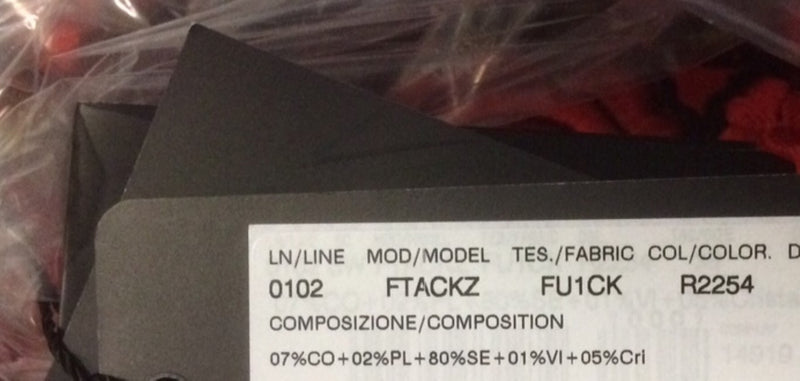 LN/LINE MOD/MODEL TES./FABRIC COL/COLOR. D
0102 FTACKZ FU1CK R2254
COMPOSIZIONE/COMPOSITION
07%CO+02%PL+80%SE+01%VI+05%Cri